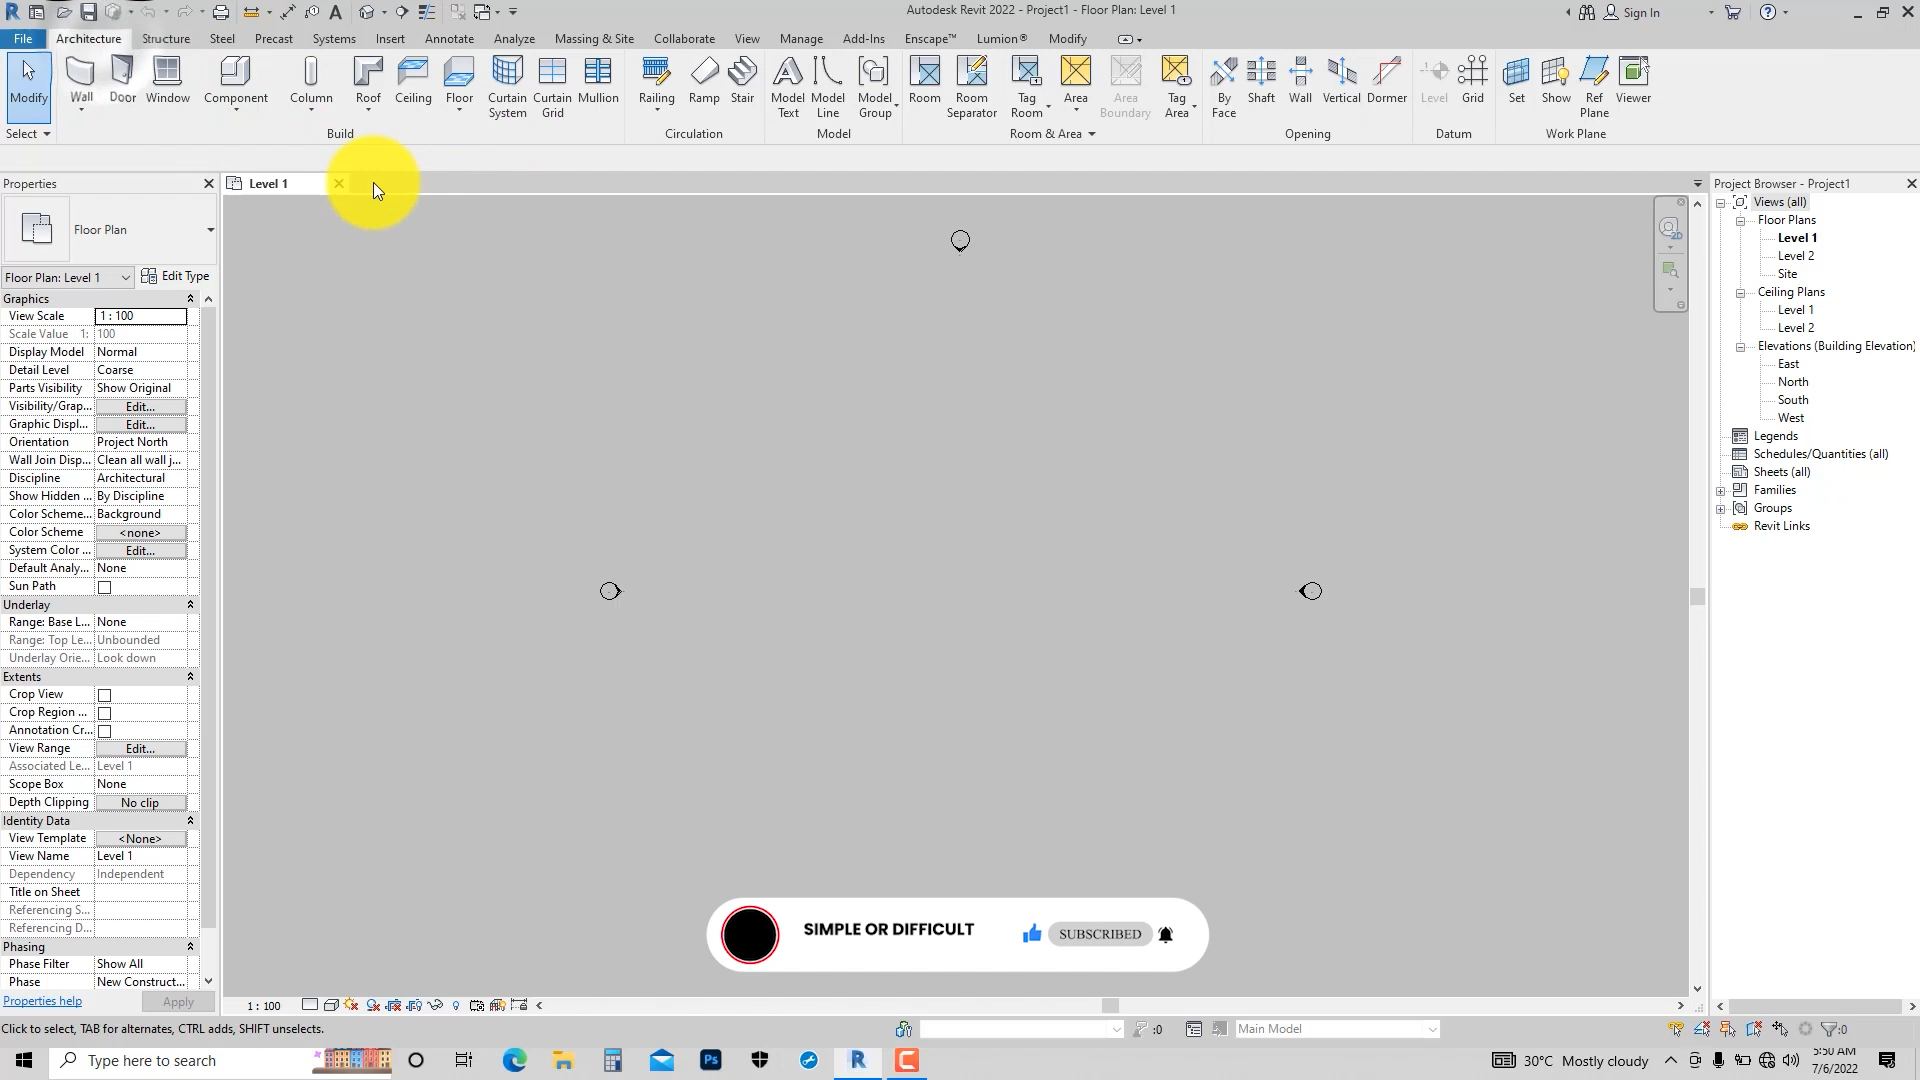 Autodesk Revit 2022 - Project1 - Floor Plan: Level 1
Sign In
File Architecture Structure Steel Precast Systems Insert Annotate Analyze Massing & Site Collaborate View Manage Add-Ins Enscape™ Lumion® Modify
Modify
Wall
Door
Window
Component
Column
Roof
Ceiling
Floor
Curtain System
Curtain Grid
Mullion
Railing
Ramp
Stair
Model Text
Model Line
Model Group
Room
Room Separator
Tag Room
Area
Area Boundary
Tag Area
By Face
Shaft
Wall
Vertical
Dormer
Level
Grid
Set
Show
Ref Plane
Viewer
Select
Build
Circulation
Model
Room & Area
Opening
Datum
Work Plane
Properties
Floor Plan
Floor Plan: Level 1
Edit Type
Graphics
View Scale 1 : 100
Scale Value 1: 100
Display Model Normal
Detail Level Coarse
Parts Visibility Show Original
Visibility/Grap... Edit...
Graphic Displ... Edit...
Orientation Project North
Wall Join Disp... Clean all wall j...
Discipline Architectural
Show Hidden ... By Discipline
Color Scheme... Background
Color Scheme <none>
System Color ... Edit...
Default Analy... None
Sun Path
Underlay
Range: Base L... None
Range: Top Le... Unbounded
Underlay Orie... Look down
Extents
Crop View
Crop Region ...
Annotation Cr...
View Range Edit...
Associated Le... Level 1
Scope Box None
Depth Clipping No clip
Identity Data
View Template <None>
View Name Level 1
Dependency Independent
Title on Sheet
Referencing S...
Referencing D...
Phasing
Phase Filter Show All
Phase New Construct...
Properties help
Apply
Level 1
2D
SIMPLE OR DIFFICULT
SUBSCRIBED
1 : 100
Project Browser - Project1
Views (all)
Floor Plans
Level 1
Level 2
Site
Ceiling Plans
Level 1
Level 2
Elevations (Building Elevation)
East
North
South
West
Legends
Schedules/Quantities (all)
Sheets (all)
Families
Groups
Revit Links
Click to select, TAB for alternates, CTRL adds, SHIFT unselects.
:0
Main Model
:0
Type here to search
Ps
R
30°C Mostly cloudy
5:50 AM
7/6/2022